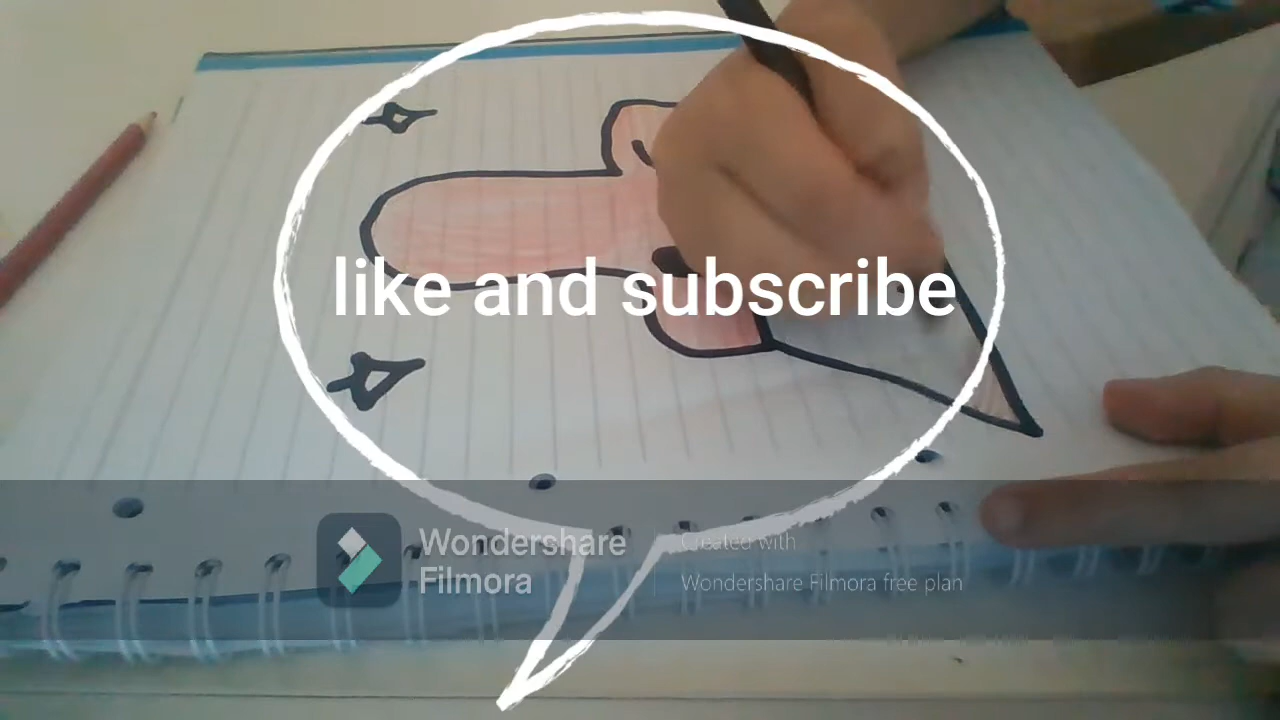 like and subscribe
Wondershare
Filmora
Created with
Wondershare Filmora free plan